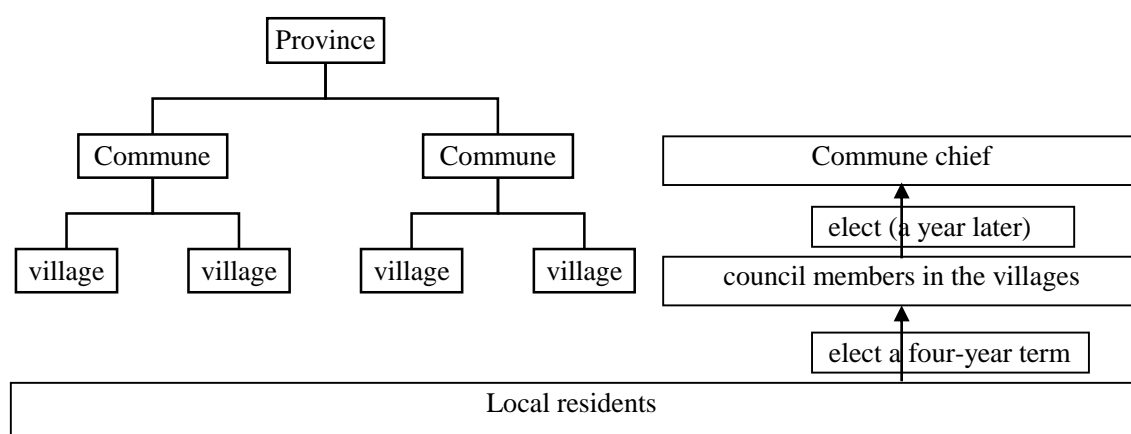 Province
Commune
Commune
Commune chief
elect (a year later)
village
village
village
village
council members in the villages
elect a four-year term
Local residents